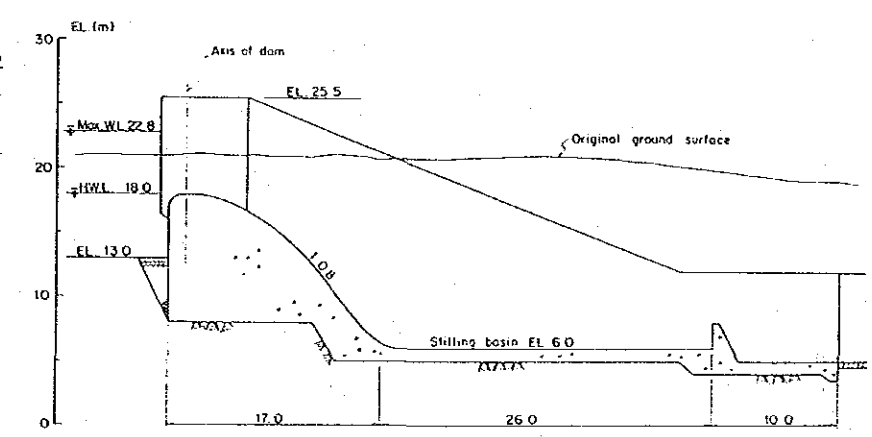 EL. (m)
30
Axis of dam
EL. 25.5
Max. WL 22.8
Original ground surface
20
H.W.L. 18.0
EL. 13.0
1:0.8
10
Stilling basin EL 6.0
0
17.0
26.0
10.0